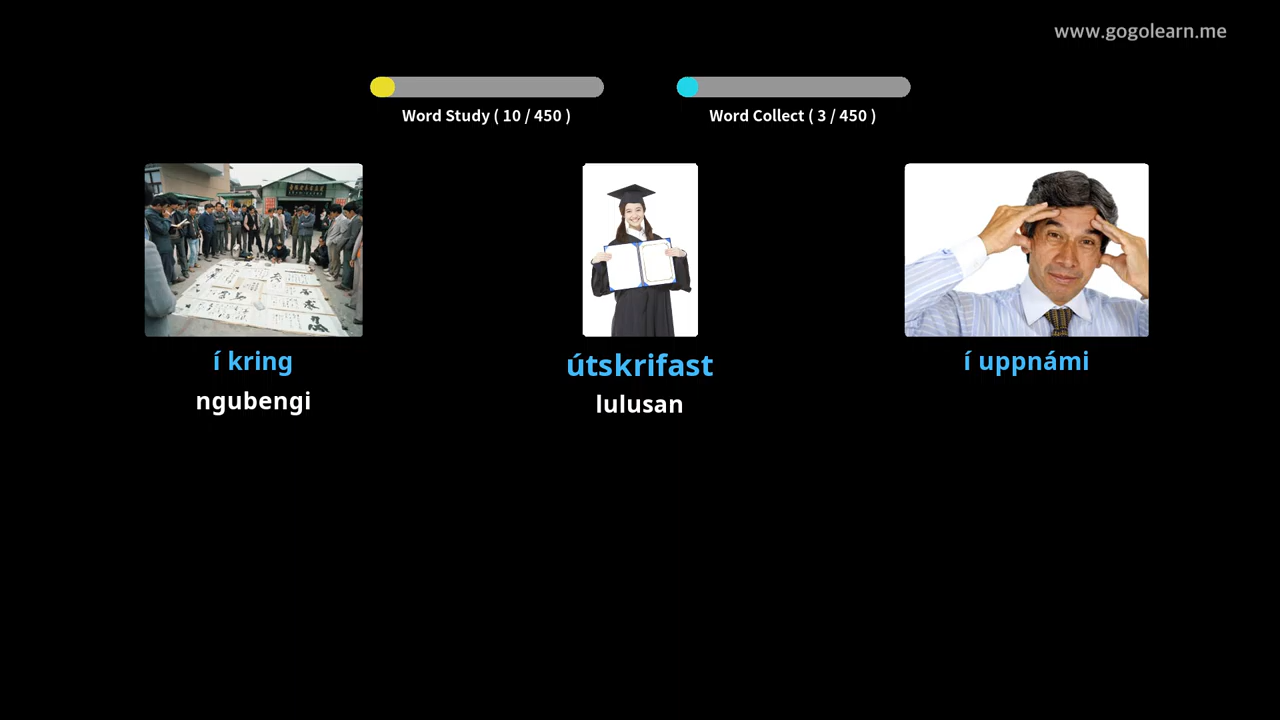 www.gogolearn.me
Word Study ( 10 / 450 )
Word Collect ( 3 / 450 )
í kring
ngubengi
útskrifast
lulusan
í uppnámi